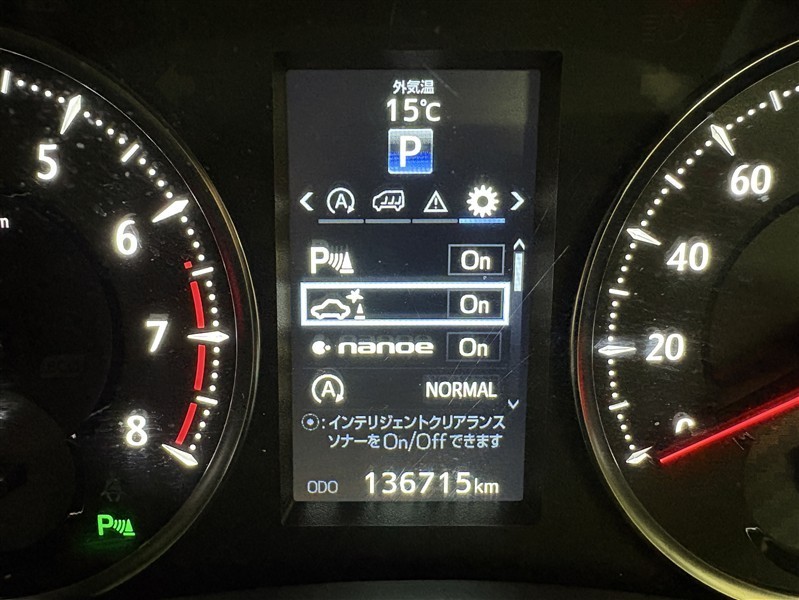 外気温
15℃
P
A
P On
On
nanoe On
A NORMAL
:インテリジェントクリアランス
ソナーをOn/Offできます
ODO 136715km
5
6
7
8
P
60
40
20
0